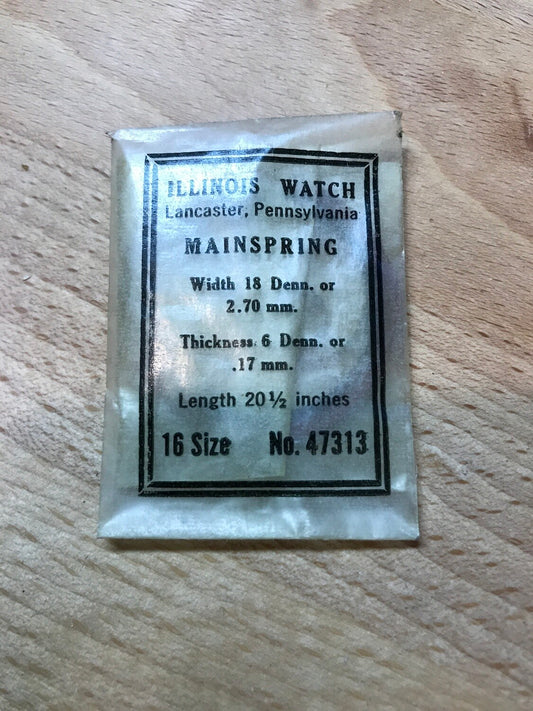 ILLINOIS WATCH
Lancaster, Pennsylvania
MAINSPRING
Width 18 Denn. or
2.70 mm.
Thickness 6 Denn. or
.17 mm.
Length 20½ inches
16 Size No. 47313